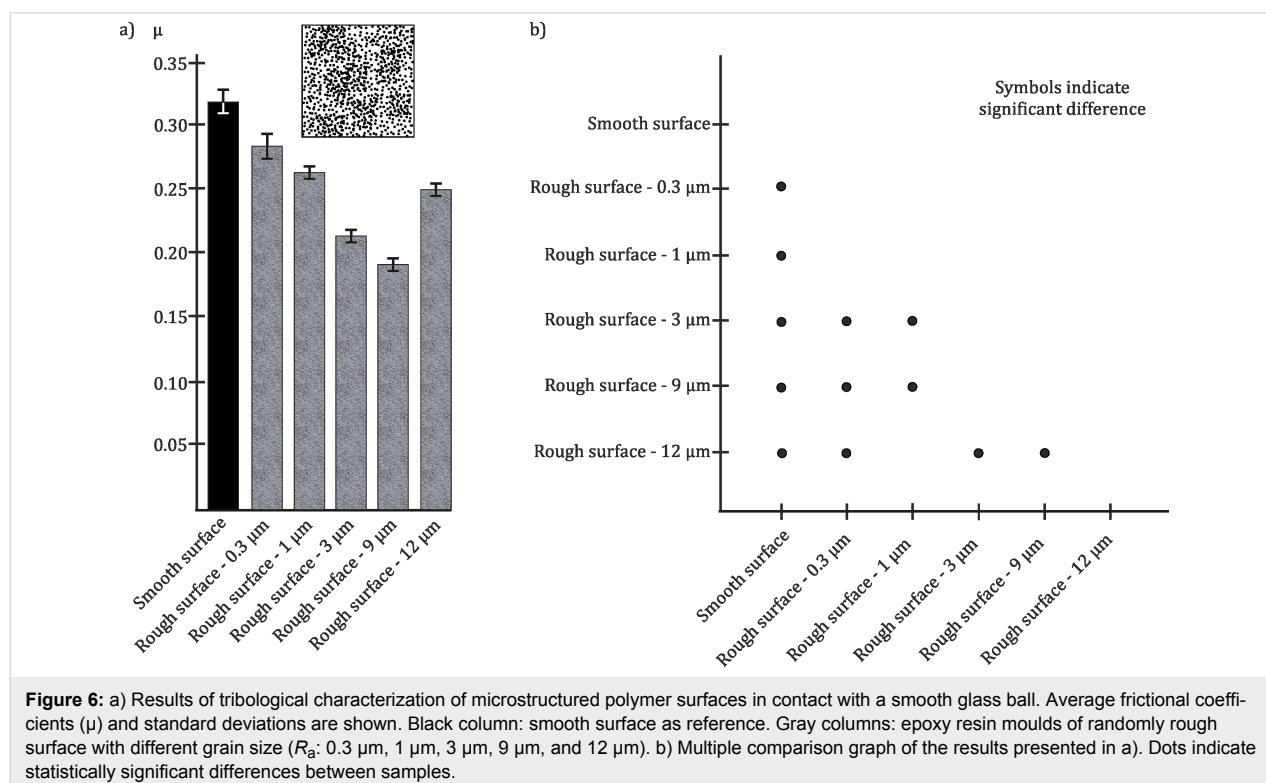 a) μ
0.35
0.30
0.25
0.20
0.15
0.10
0.05
Smooth surface
Rough surface - 0.3 μm
Rough surface - 1 μm
Rough surface - 3 μm
Rough surface - 9 μm
Rough surface - 12 μm
b)
Symbols indicate
significant difference
Smooth surface
Rough surface - 0.3 μm
Rough surface - 1 μm
Rough surface - 3 μm
Rough surface - 9 μm
Rough surface - 12 μm
Smooth surface
Rough surface - 0.3 μm
Rough surface - 1 μm
Rough surface - 3 μm
Rough surface - 9 μm
Rough surface - 12 μm
Figure 6: a) Results of tribological characterization of microstructured polymer surfaces in contact with a smooth glass ball. Average frictional coeffi-
cients (μ) and standard deviations are shown. Black column: smooth surface as reference. Gray columns: epoxy resin moulds of randomly rough
surface with different grain size (Ra: 0.3 μm, 1 μm, 3 μm, 9 μm, and 12 μm). b) Multiple comparison graph of the results presented in a). Dots indicate
statistically significant differences between samples.